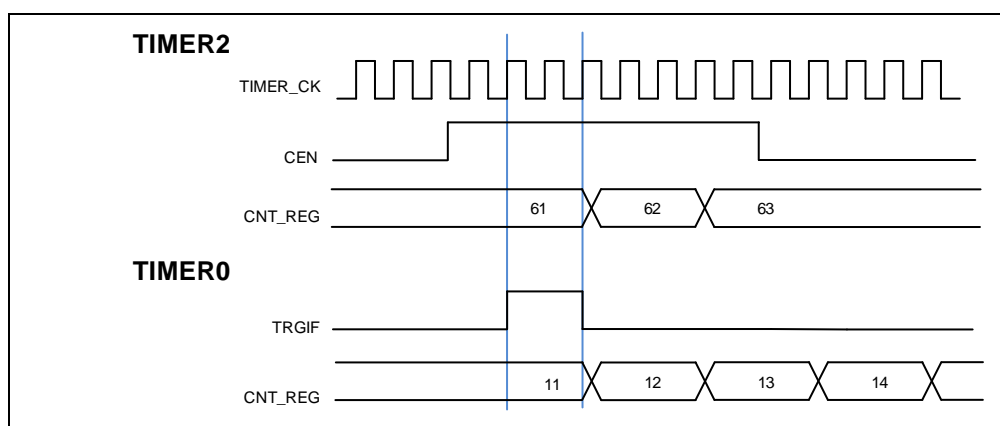 TIMER2
TIMER_CK
CEN
CNT_REG 61 62 63
TIMER0
TRGIF
CNT_REG 11 12 13 14